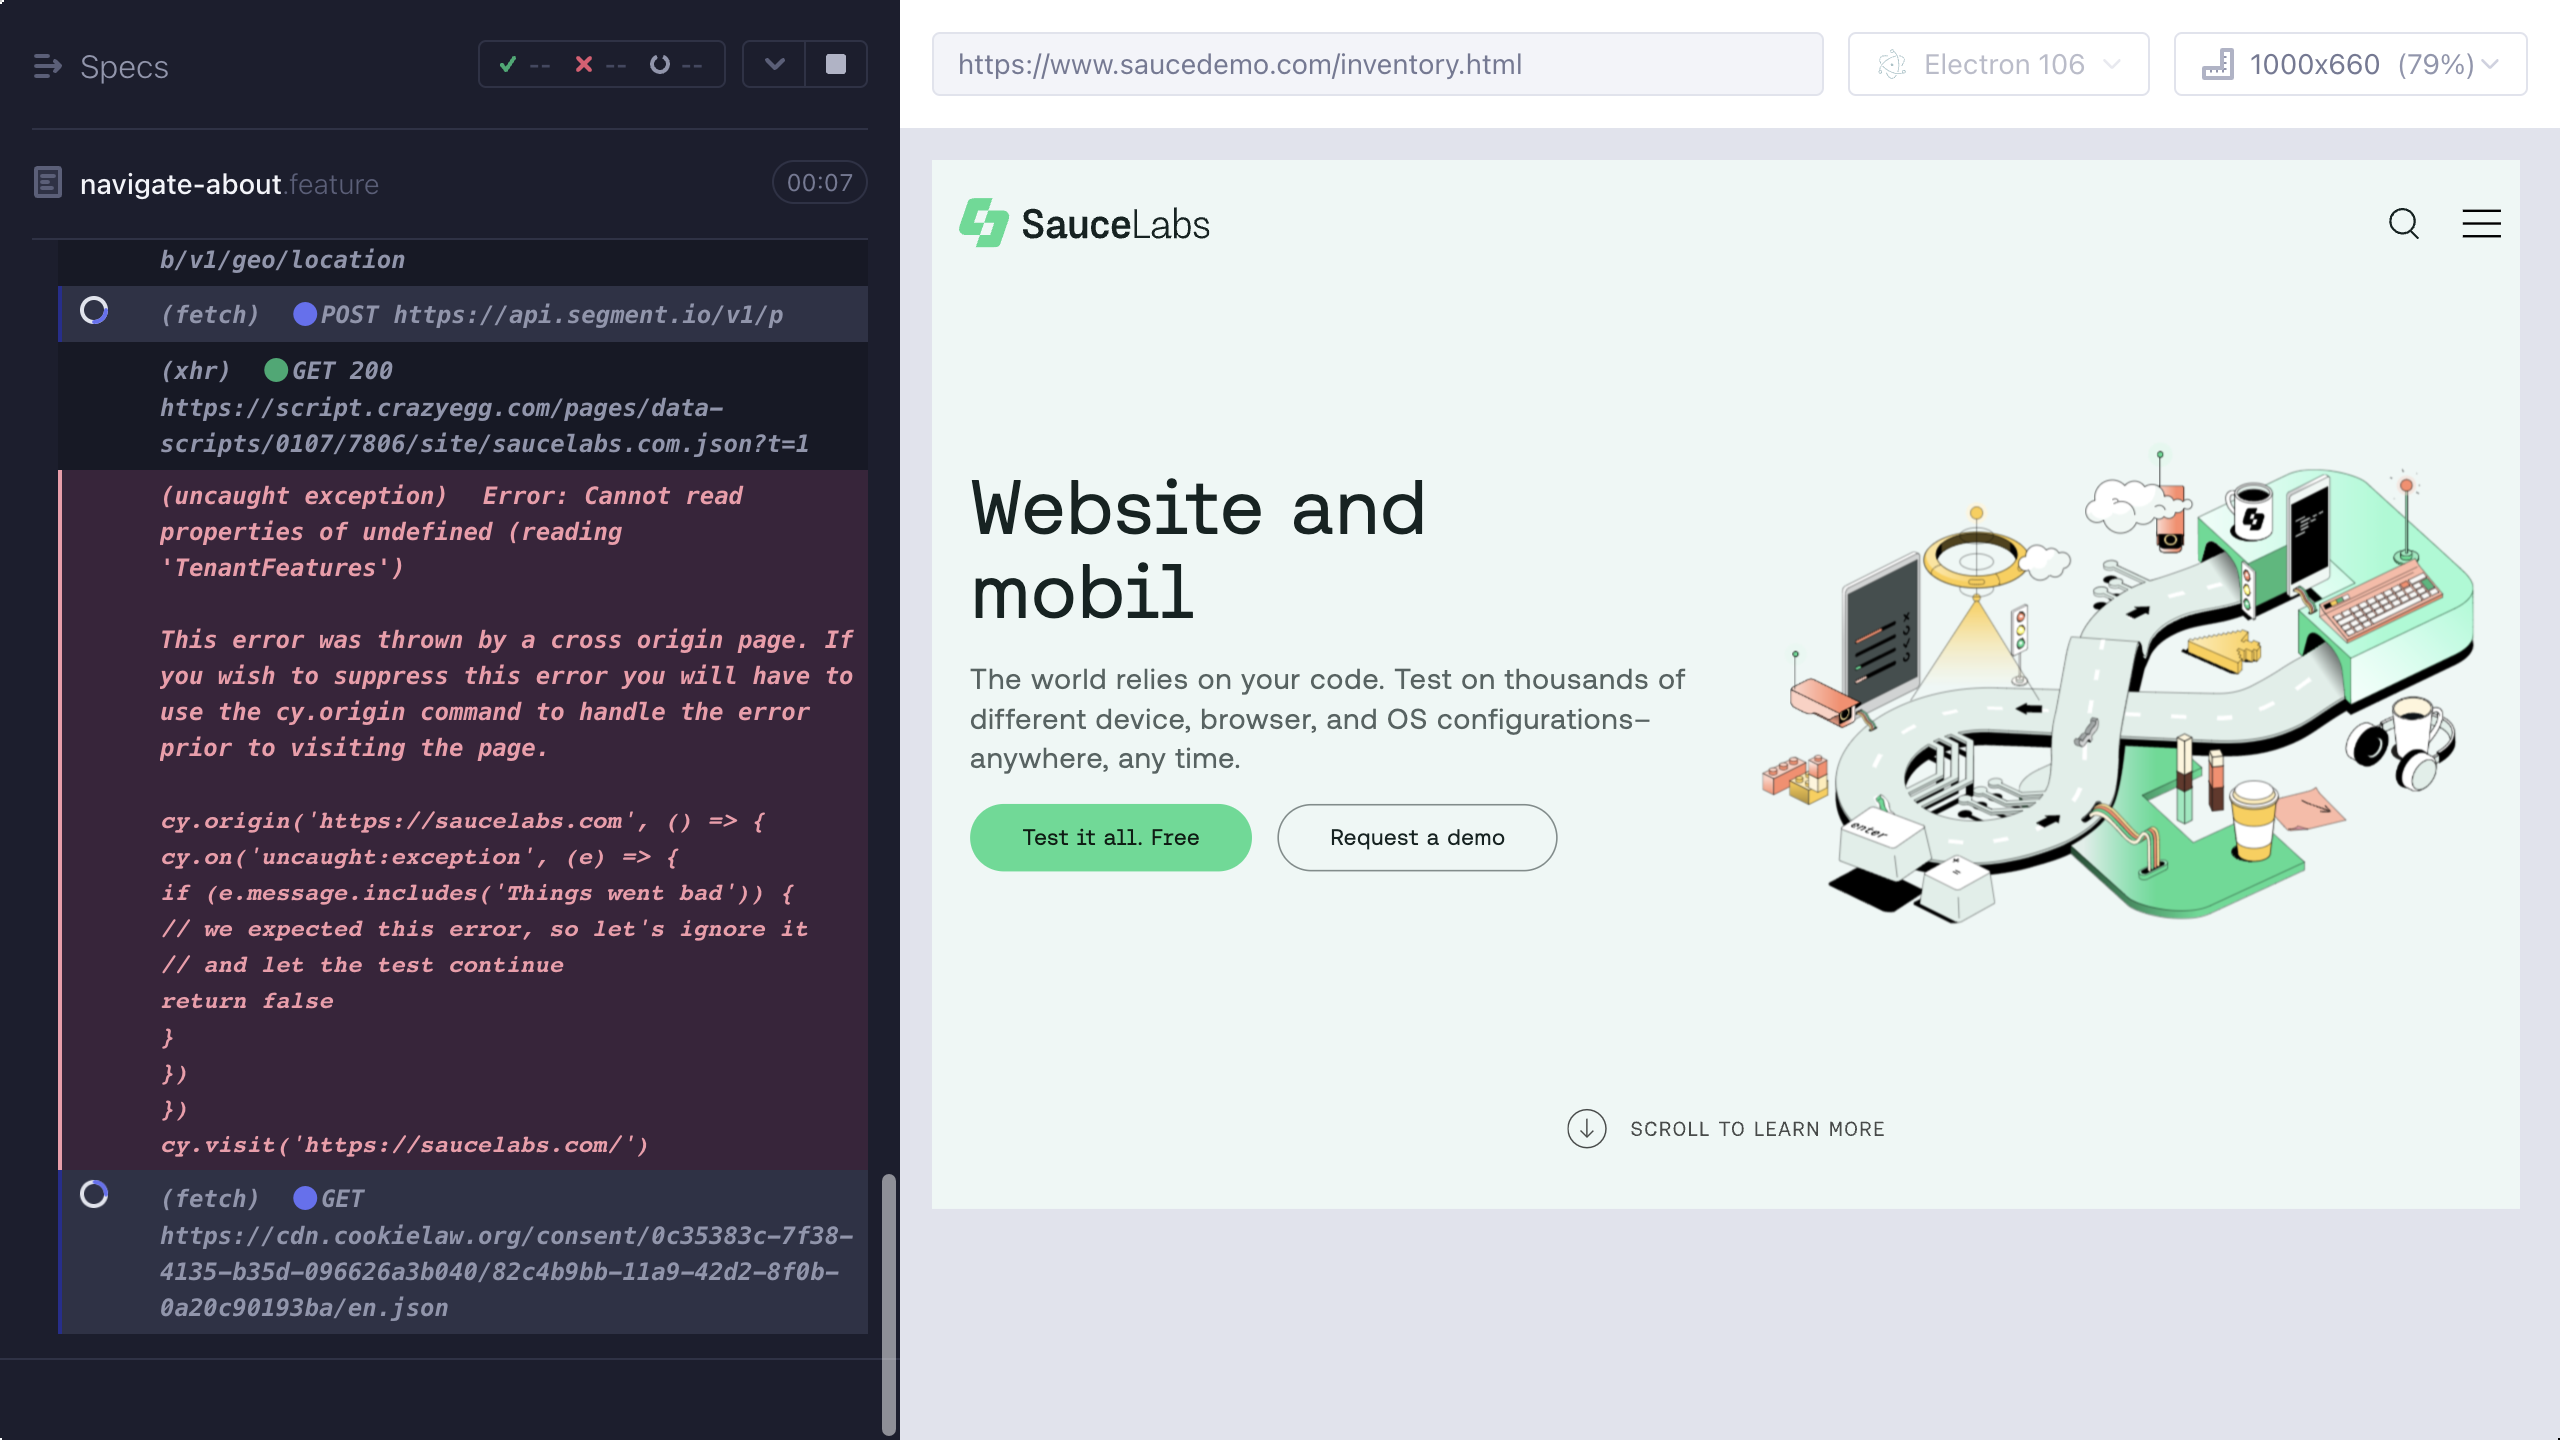 Specs
-- -- --
https://www.saucedemo.com/inventory.html
Electron 106
1000x660 (79%)
navigate-about.feature
00:07
b/v1/geo/location
(fetch) POST https://api.segment.io/v1/p
(xhr) GET 200
https://script.crazyegg.com/pages/data-
scripts/0107/7806/site/saucelabs.com.json?t=1
(uncaught exception) Error: Cannot read
properties of undefined (reading
'TenantFeatures')
This error was thrown by a cross origin page. If
you wish to suppress this error you will have to
use the cy.origin command to handle the error
prior to visiting the page.
cy.origin('https://saucelabs.com', () => {
cy.on('uncaught:exception', (e) => {
if (e.message.includes('Things went bad')) {
// we expected this error, so let's ignore it
// and let the test continue
return false
}
})
})
cy.visit('https://saucelabs.com/')
(fetch) GET
https://cdn.cookielaw.org/consent/0c35383c-7f38-
4135-b35d-096626a3b040/82c4b9bb-11a9-42d2-8f0b-
0a20c90193ba/en.json
SauceLabs
Website and
mobil
The world relies on your code. Test on thousands of
different device, browser, and OS configurations–
anywhere, any time.
Test it all. Free
Request a demo
enter
SCROLL TO LEARN MORE